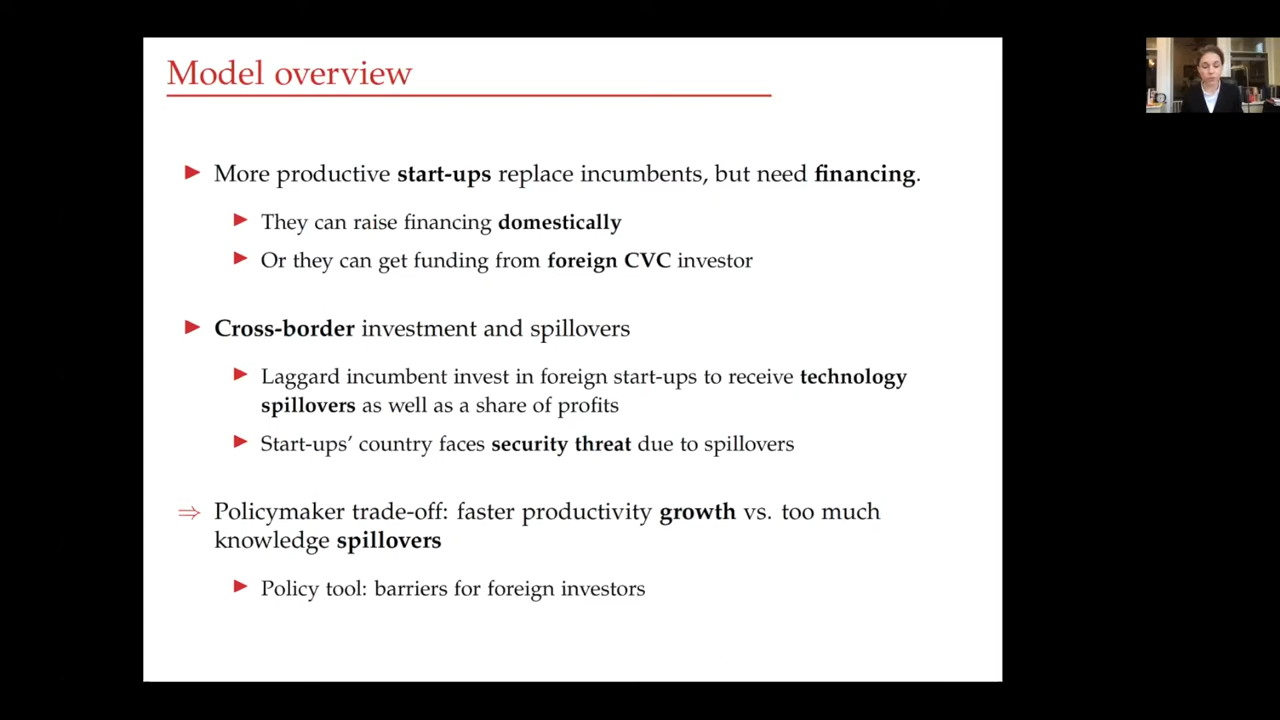 Model overview
▶ More productive start-ups replace incumbents, but need financing.
▶ They can raise financing domestically
▶ Or they can get funding from foreign CVC investor
▶ Cross-border investment and spillovers
▶ Laggard incumbent invest in foreign start-ups to receive technology
spillovers as well as a share of profits
▶ Start-ups' country faces security threat due to spillovers
⇒ Policymaker trade-off: faster productivity growth vs. too much
knowledge spillovers
▶ Policy tool: barriers for foreign investors